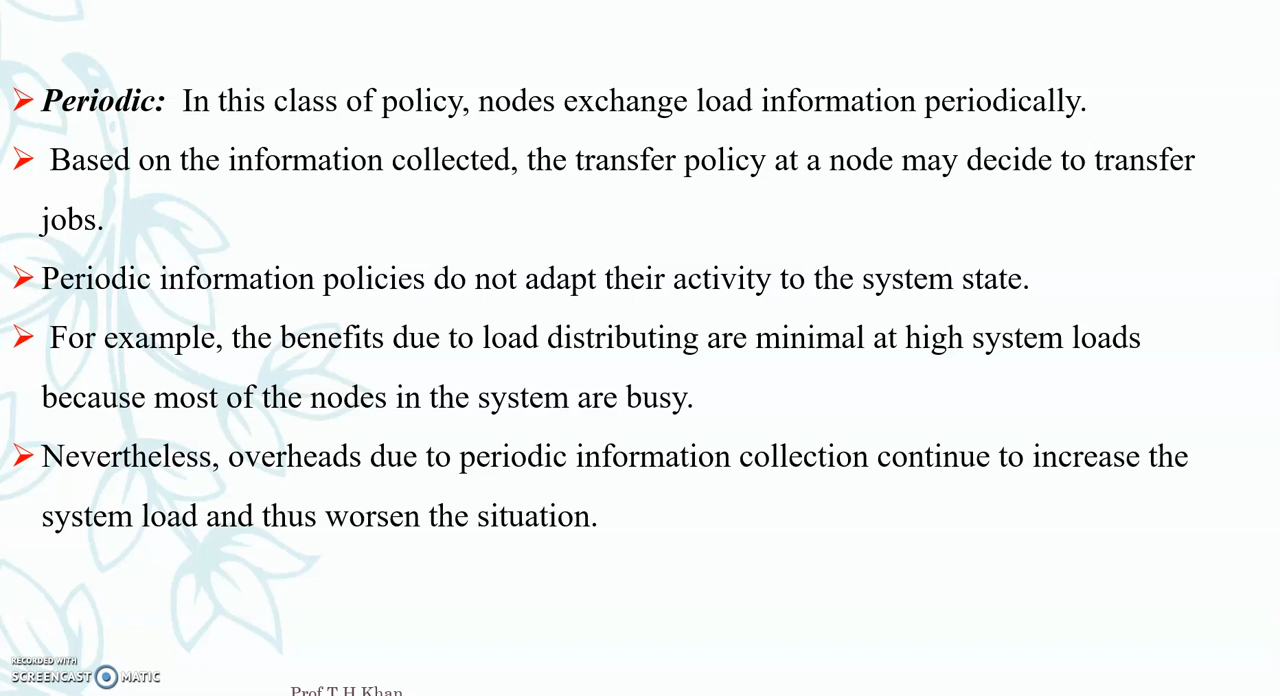 ➢ Periodic: In this class of policy, nodes exchange load information periodically.
➢ Based on the information collected, the transfer policy at a node may decide to transfer
jobs.
➢ Periodic information policies do not adapt their activity to the system state.
➢ For example, the benefits due to load distributing are minimal at high system loads
because most of the nodes in the system are busy.
➢ Nevertheless, overheads due to periodic information collection continue to increase the
system load and thus worsen the situation.
RECORDED WITH
SCREENCAST MATIC
Prof T H Khan